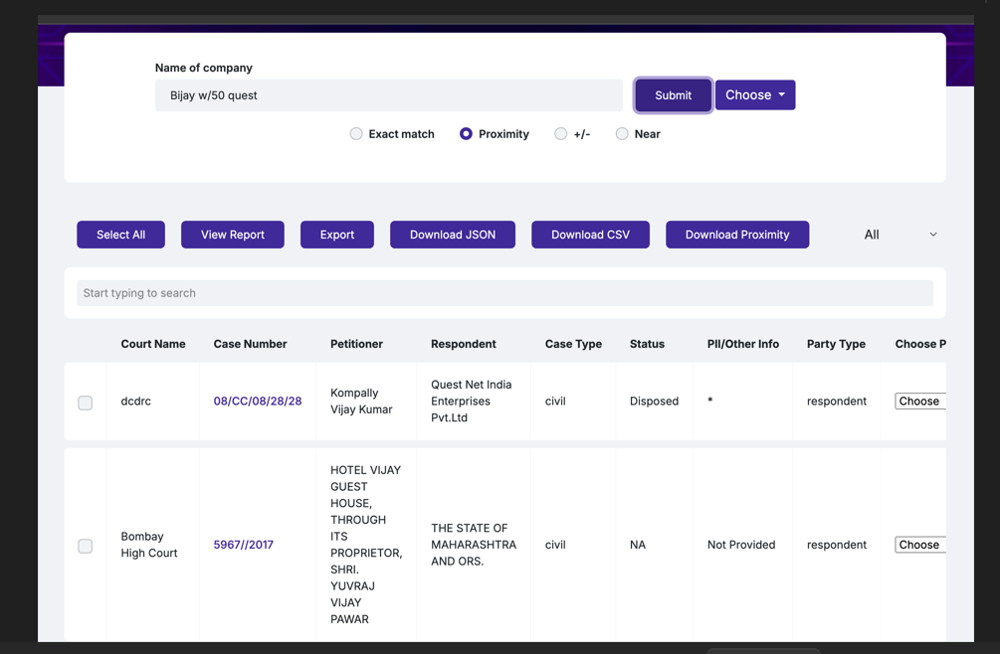 Name of company
Bijay w/50 quest
Submit
Choose
Exact match
Proximity
+/-
Near
Select All
View Report
Export
Download JSON
Download CSV
Download Proximity
All
Start typing to search
Court Name
Case Number
Petitioner
Respondent
Case Type
Status
PII/Other Info
Party Type
Choose P
dcdrc
08/CC/08/28/28
Kompally
Vijay Kumar
Quest Net India
Enterprises
Pvt.Ltd
civil
Disposed
*
respondent
Choose
Bombay
High Court
5967//2017
HOTEL VIJAY
GUEST
HOUSE,
THROUGH
ITS
PROPRIETOR,
SHRI.
YUVRAJ
VIJAY
PAWAR
THE STATE OF
MAHARASHTRA
AND ORS.
civil
NA
Not Provided
respondent
Choose